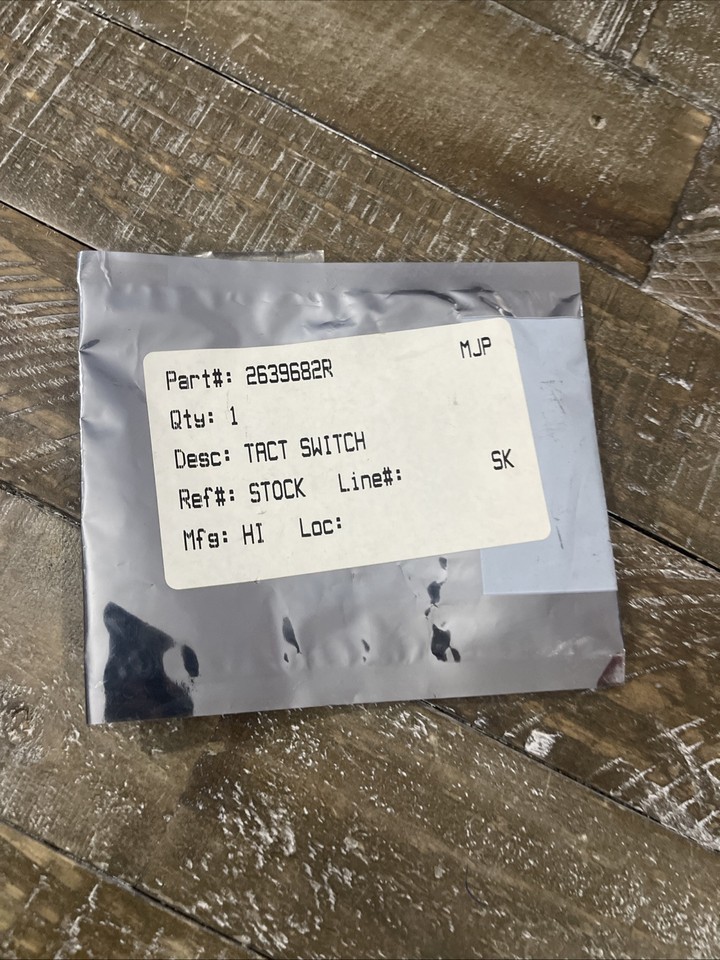 MJP
Part#: 2639682R
Qty: 1
Desc: TACT SWITCH
SK
Ref#: STOCK Line#:
Mfg: HI Loc: